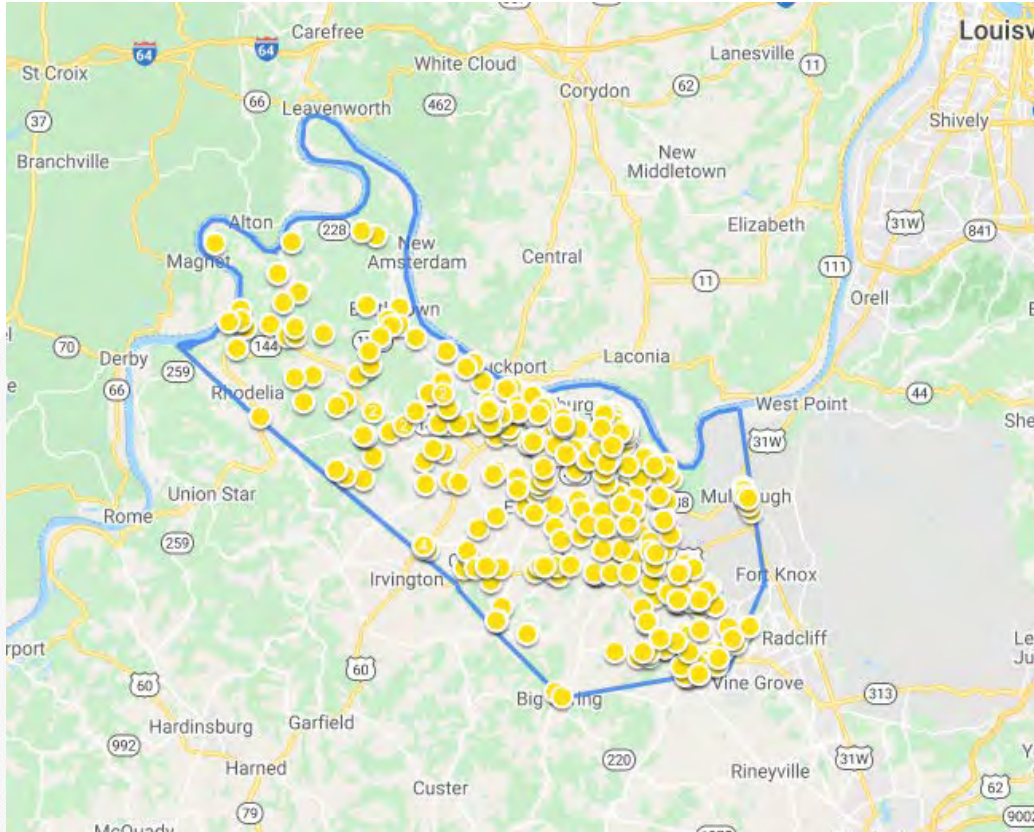 Louisv
Carefree
64
64
Lanesville
St Croix
White Cloud
11
Corydon
62
66
Leavenworth
462
37
Shively
Branchville
New
Middletown
Alton
228
Elizabeth
31W
841
New
Amsterdam
Central
Magnet
111
11
Orell
70
Derby
144
Laconia
259
66
Rhodelia
44
West Point
31W
Union Star
Rome
259
Irvington
Fort Knox
Radcliff
60
Vine Grove
313
60
Hardinsburg
Garfield
992
220
31W
Harned
Rineyville
62
Custer
79
McQuady